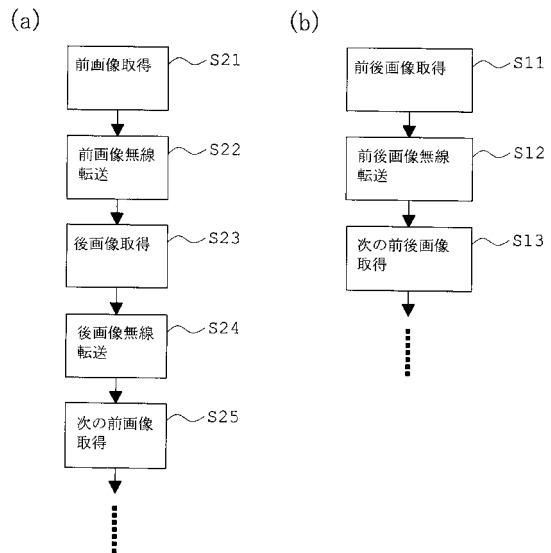 (a)
前画像取得
S21
前画像無線
転送
S22
後画像取得
S23
後画像無線
転送
S24
次の前画像
取得
S25
(b)
前後画像取得
S11
前後画像無線
転送
S12
次の前後画像
取得
S13